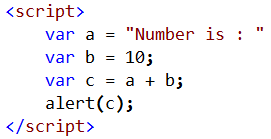 <script>
var a = "Number is : "
var b = 10;
var c = a + b;
alert(c);
</script>